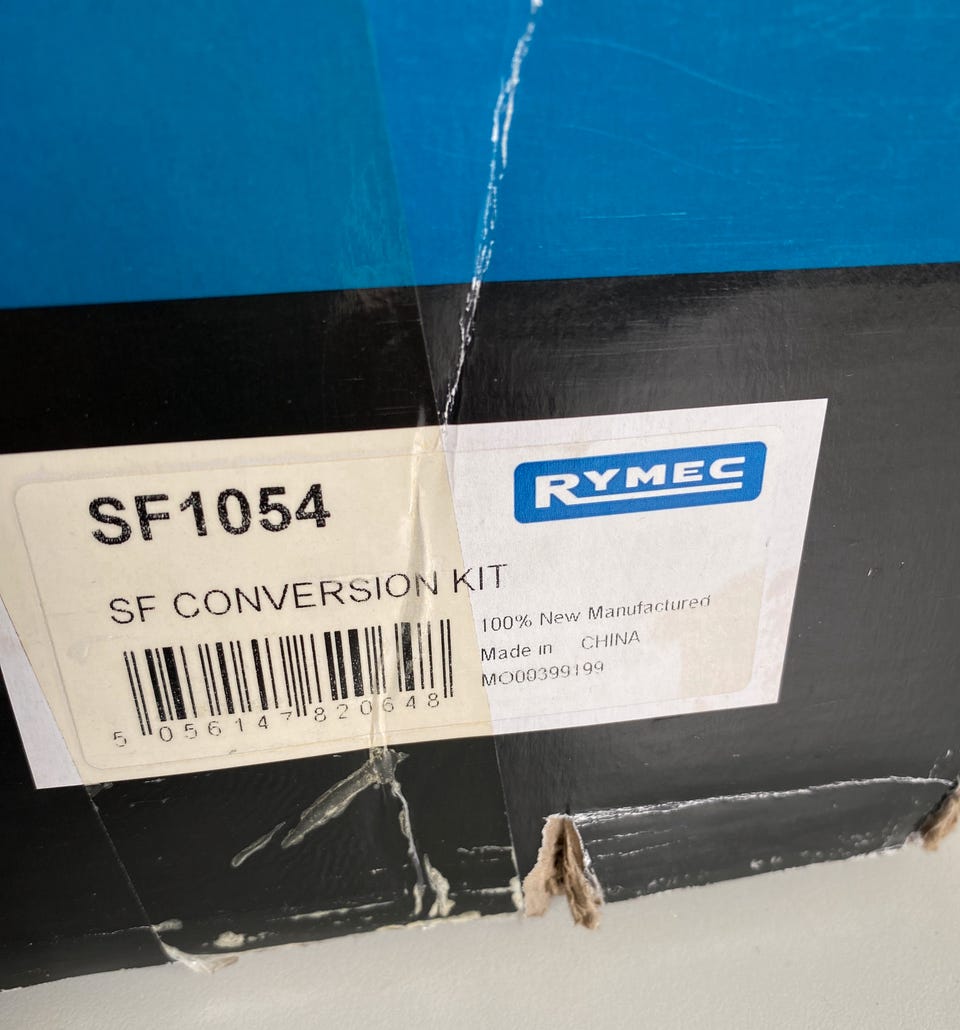 RYMEC
SF1054
SF CONVERSION KIT
100% New Manufactured
Made in CHINA
MO00399199
5 056147 820648